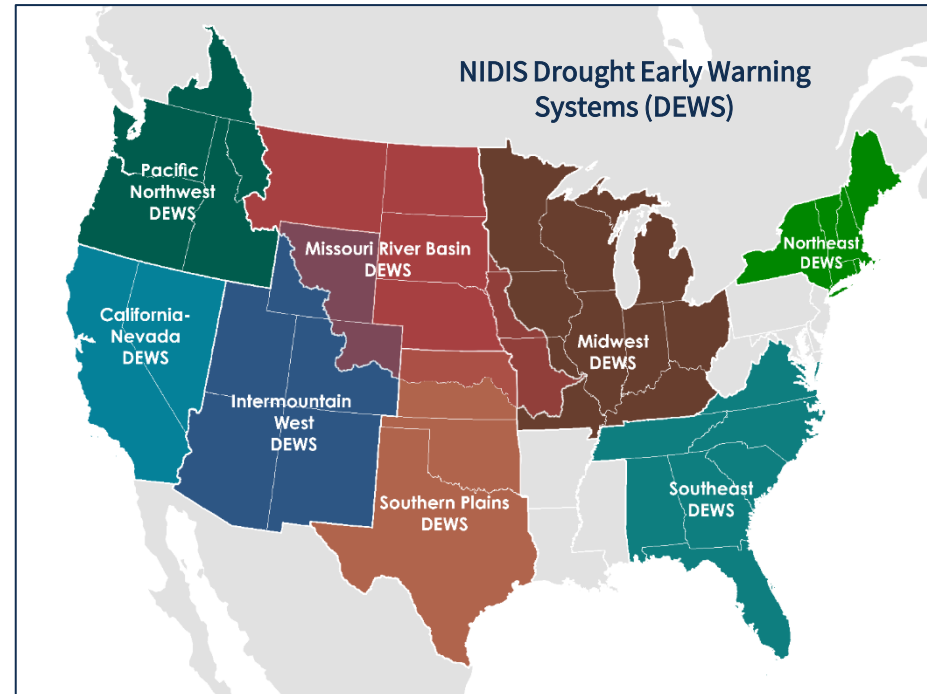 NIDIS Drought Early Warning
Systems (DEWS)
Pacific
Northwest
DEWS
Missouri River Basin
DEWS
Northeast
DEWS
California-
Nevada
DEWS
Midwest
DEWS
Intermountain
West
DEWS
Southern Plains
DEWS
Southeast
DEWS